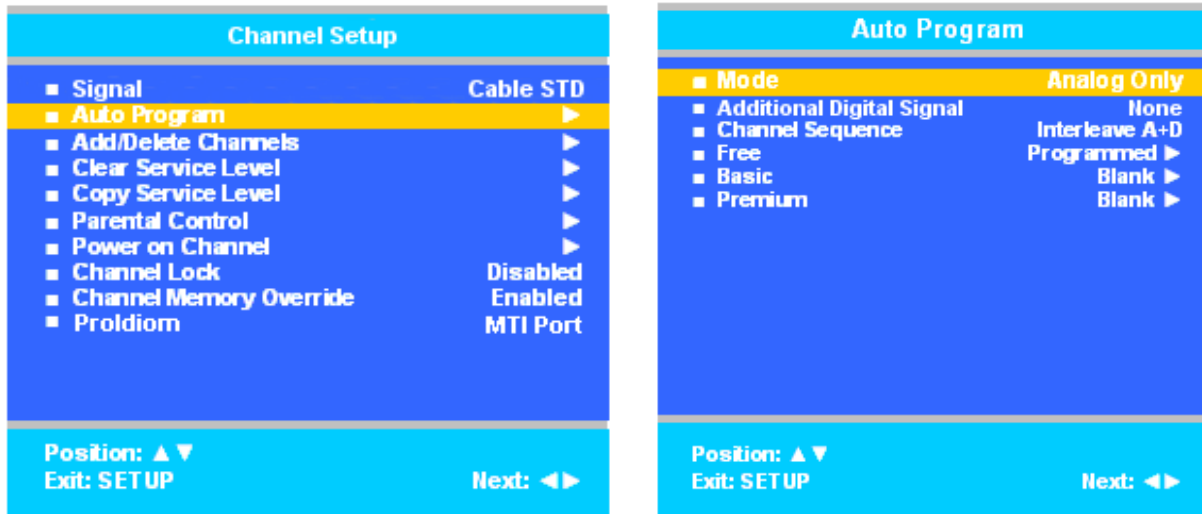 Channel Setup
■ Signal Cable STD
■ Auto Program ▶
■ Add/Delete Channels ▶
■ Clear Service Level ▶
■ Copy Service Level ▶
■ Parental Control ▶
■ Power on Channel ▶
■ Channel Lock Disabled
■ Channel Memory Override Enabled
■ ProIdiom MTI Port
Position: ▲▼
Exit: SETUP Next: ◀▶
Auto Program
■ Mode Analog Only
■ Additional Digital Signal None
■ Channel Sequence Interleave A+D
■ Free Programmed ▶
■ Basic Blank ▶
■ Premium Blank ▶
Position: ▲▼
Exit: SETUP Next: ◀▶